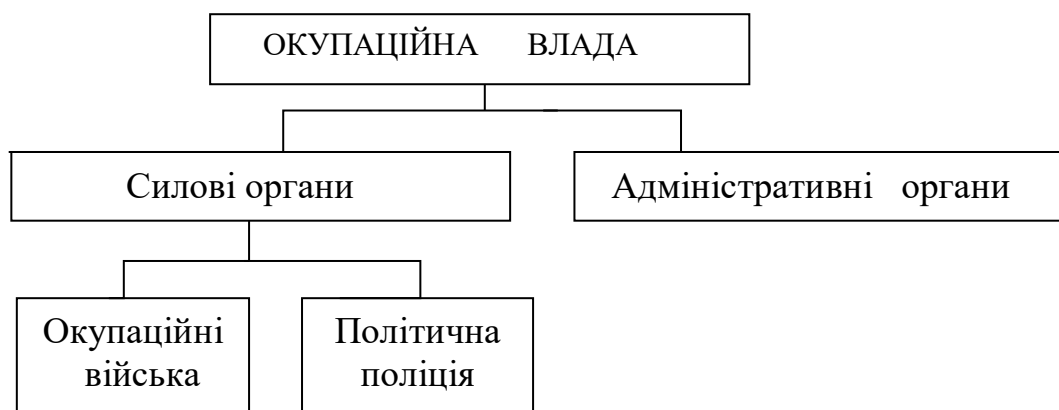 ОКУПАЦІЙНА ВЛАДА
Силові органи
Адміністративні органи
Окупаційні
війська
Політична
поліція